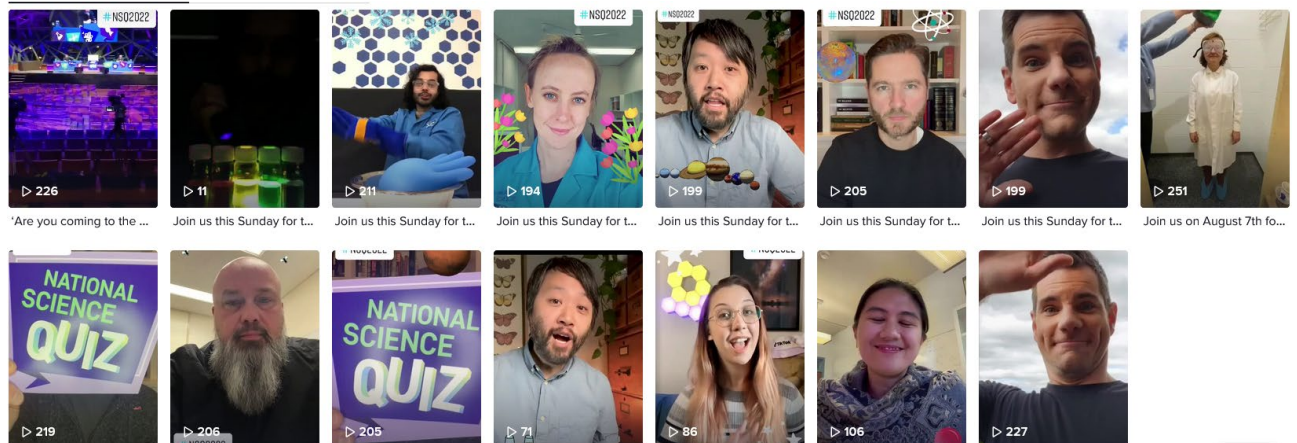 #NSQ2022
#NSQ2022
#NSQ2022
#NSQ2022
226
11
211
194
199
205
199
251
'Are you coming to the ...
Join us this Sunday for t...
Join us this Sunday for t...
Join us this Sunday for t...
Join us this Sunday for t...
Join us this Sunday for t...
Join us this Sunday for t...
Join us on August 7th fo...
NATIONAL
SCIENCE
QUIZ
#NSQ2022
NATIONAL
SCIENCE
QUIZ
219
206
205
71
86
106
227
#NSQ2022